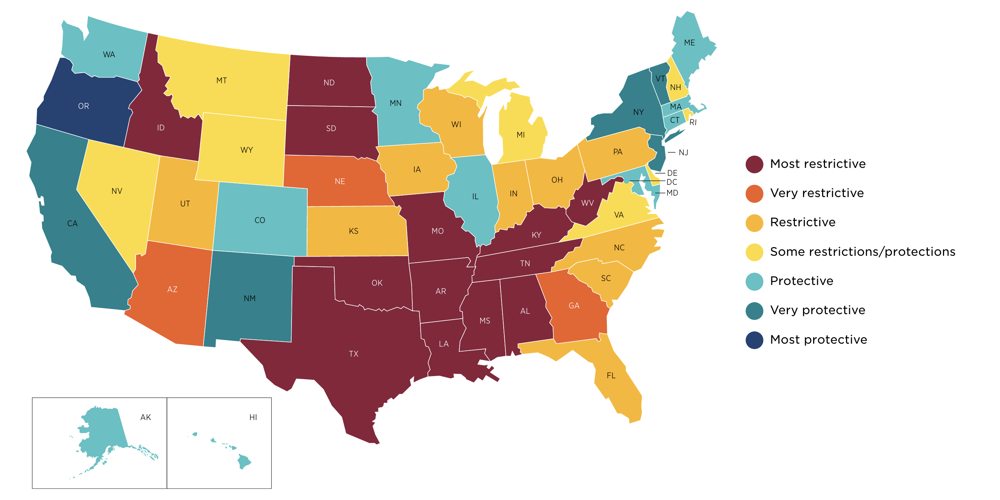 ME
WA
VT
MT
ND
NH
MN
OR
MA
NY
CT
RI
WI
ID
SD
MI
WY
PA
NJ
Most restrictive
IA
DE
OH
NE
DC
NV
Very restrictive
IN
MD
IL
WV
UT
VA
CO
Restrictive
CA
KS
MO
KY
NC
Some restrictions/protections
TN
SC
Protective
OK
AZ
AR
NM
GA
Very protective
AL
MS
Most protective
LA
TX
FL
AK
HI